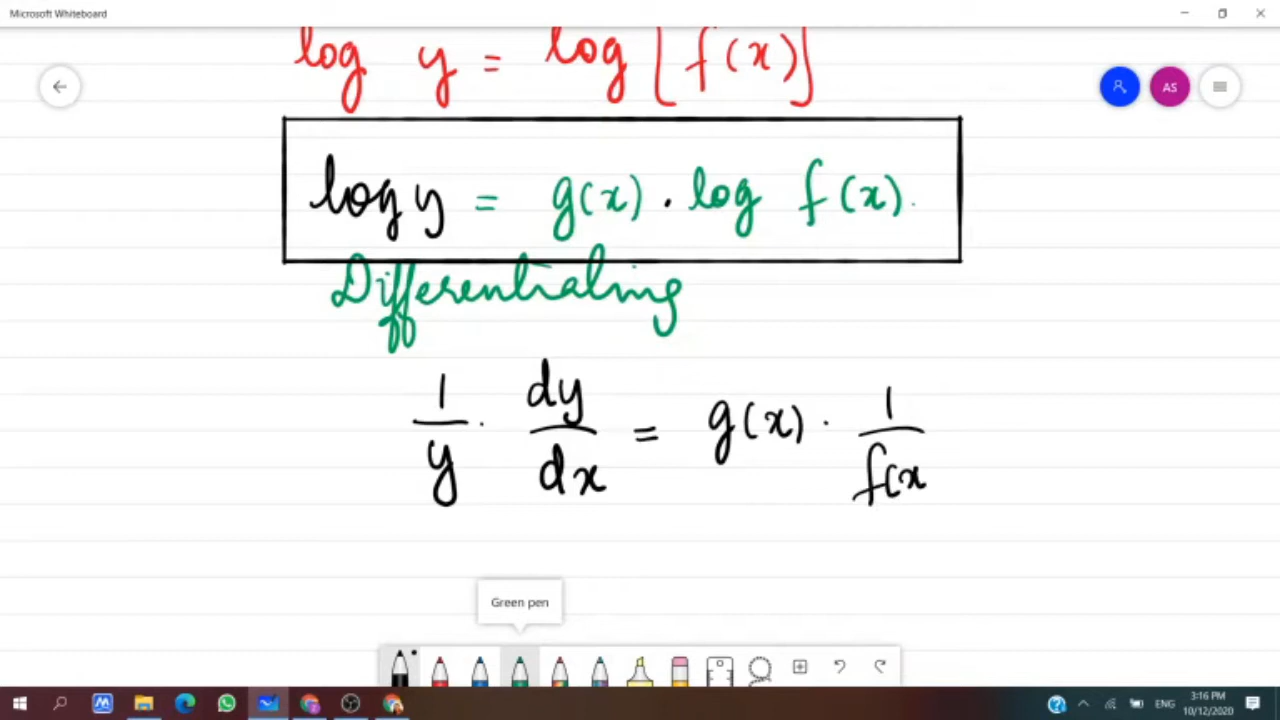 Microsoft Whiteboard
log y = log [f(x)]
AS
log y = g(x) · log f(x).
Differentiating
1/y · dy/dx = g(x) · 1/f(x
Green pen
ENG
3:16 PM
10/12/2020